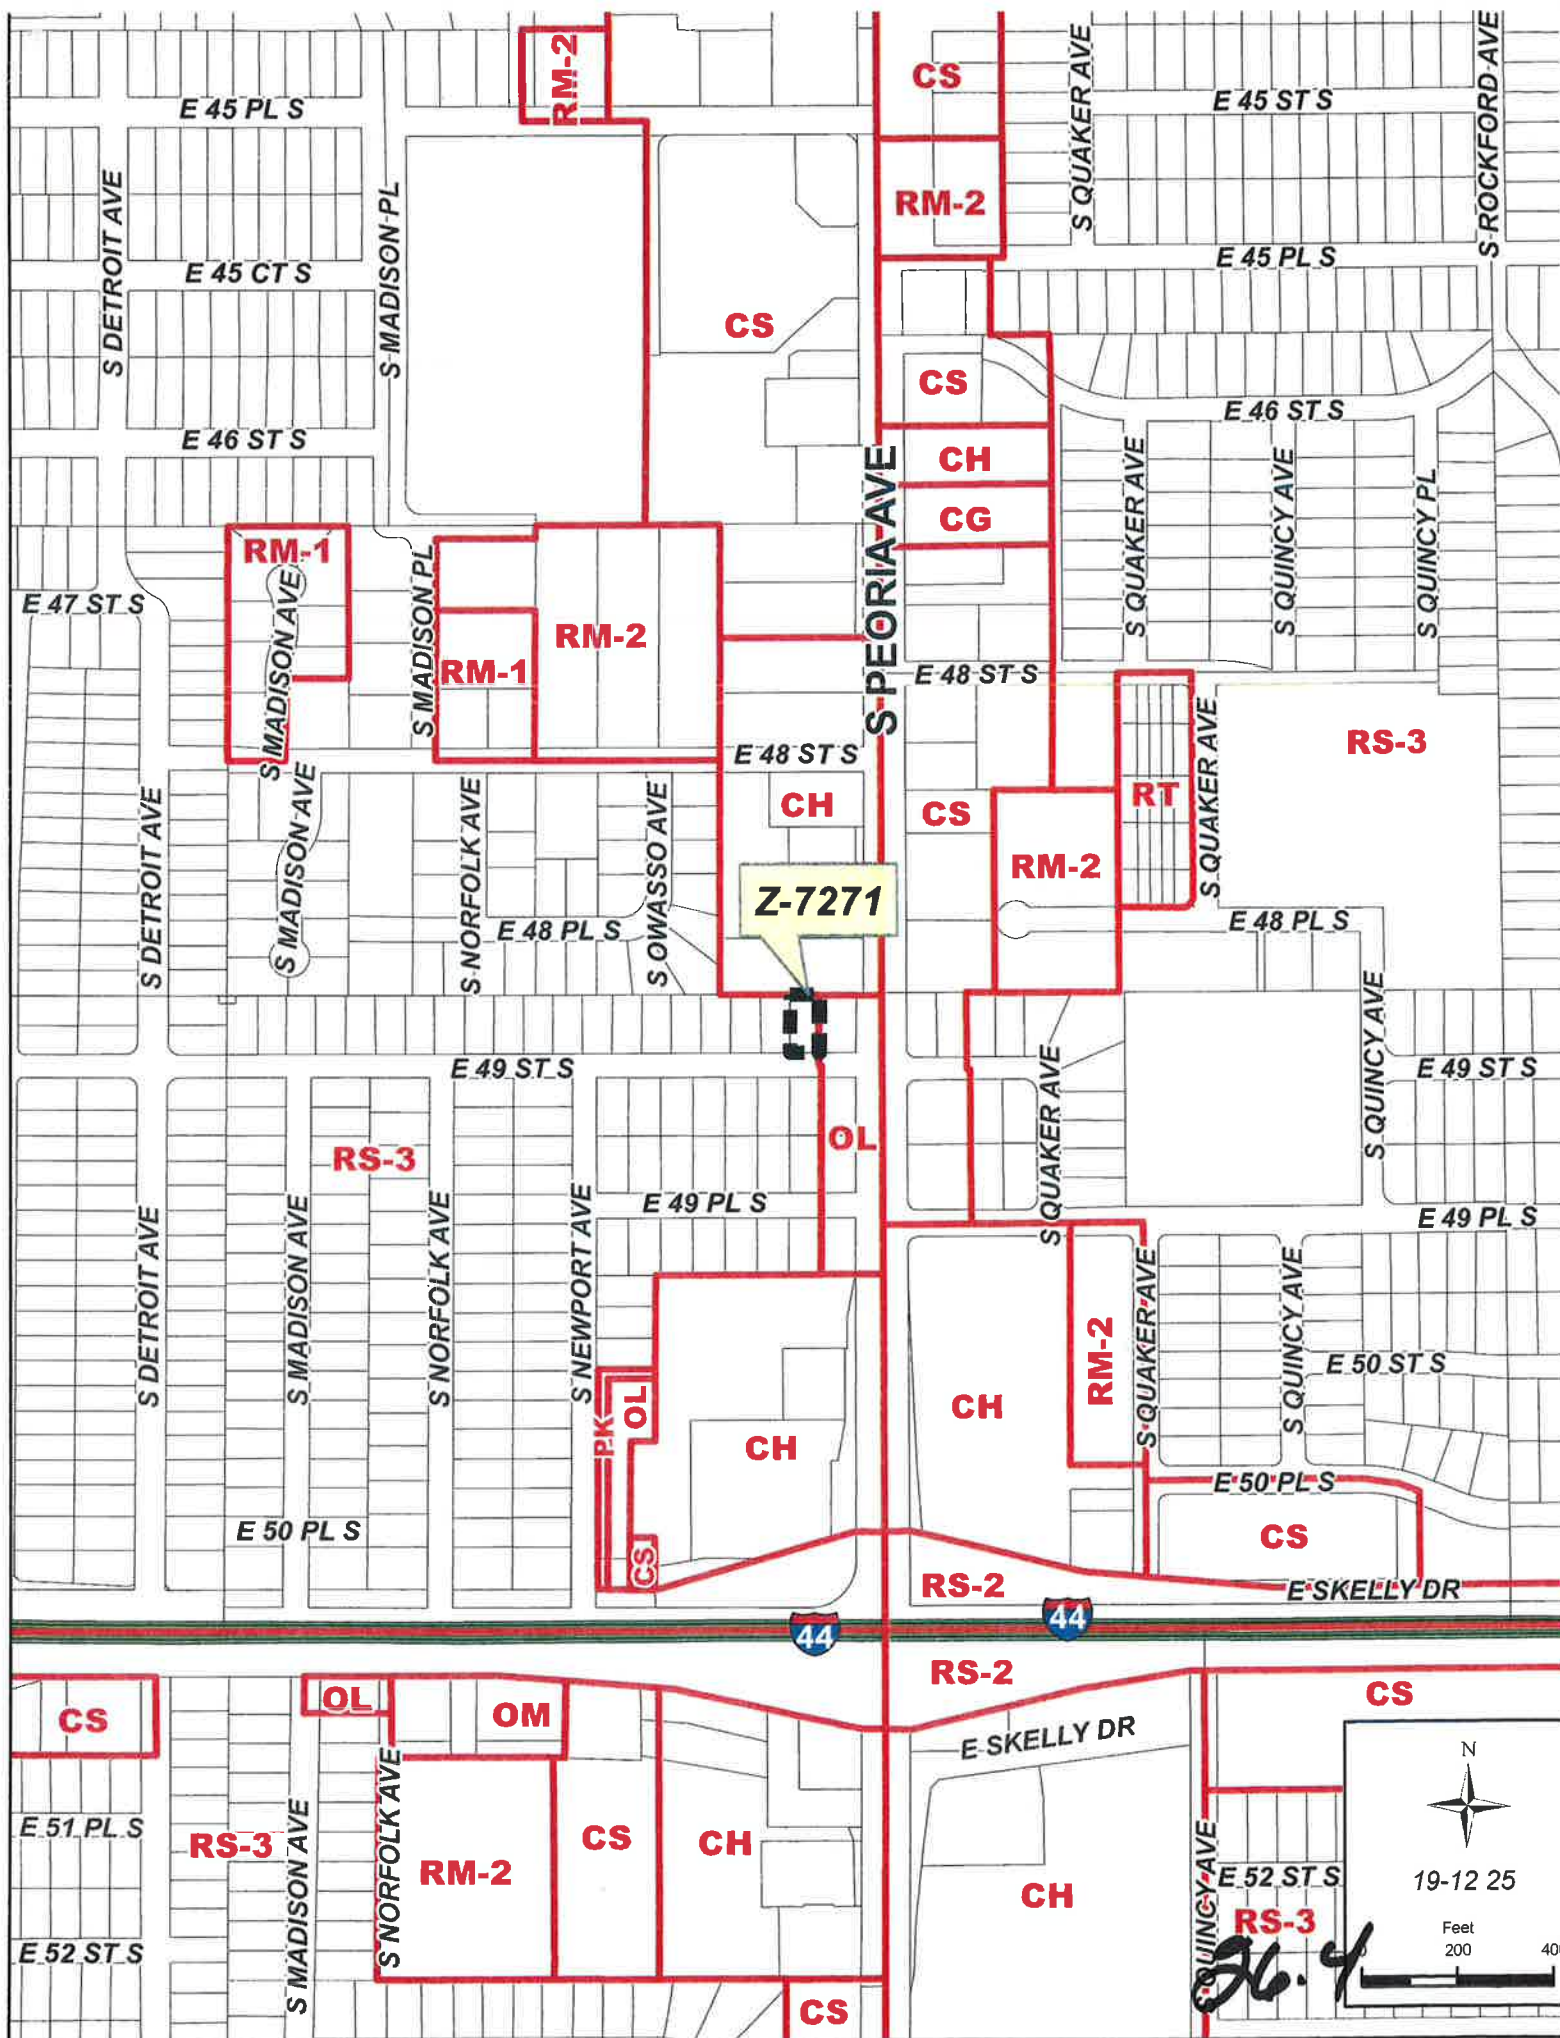 RM-2
CS
S QUAKER AVE
S ROCKFORD AVE
E 45 PL S
E 45 ST S
S DETROIT AVE
S MADISON PL
RM-2
E 45 CT S
E 45 PL S
CS
CS
E 46 ST S
E 46 ST S
CH
S PEORIA AVE
CG
S QUAKER AVE
S QUINCY AVE
S QUINCY PL
RM-1
S MADISON AVE
S MADISON PL
E 47 ST S
RM-2
RM-1
E 48 ST S
E 48 ST S
RS-3
CH
CS
RT
S QUAKER AVE
S DETROIT AVE
S MADISON AVE
S NORFOLK AVE
S OWASSO AVE
RM-2
Z-7271
E 48 PL S
E 48 PL S
S QUINCY AVE
E 49 ST S
E 49 ST S
S QUAKER AVE
OL
RS-3
E 49 PL S
E 49 PL S
S DETROIT AVE
S MADISON AVE
S NORFOLK AVE
S NEWPORT AVE
RM-2
S QUAKER AVE
S QUINCY AVE
E 50 ST S
PK
OL
CH
CH
E 50 PL S
E 50 PL S
CS
CS
RS-2
E SKELLY DR
44
44
RS-2
CS
OL
OM
CS
E SKELLY DR
N
E 51 PL S
RS-3
S MADISON AVE
S NORFOLK AVE
RM-2
CS
CH
CH
S QUINCY AVE
E 52 ST S
RS-3
19-12 25
Feet
0 200 400
E 52 ST S
CS
26.4